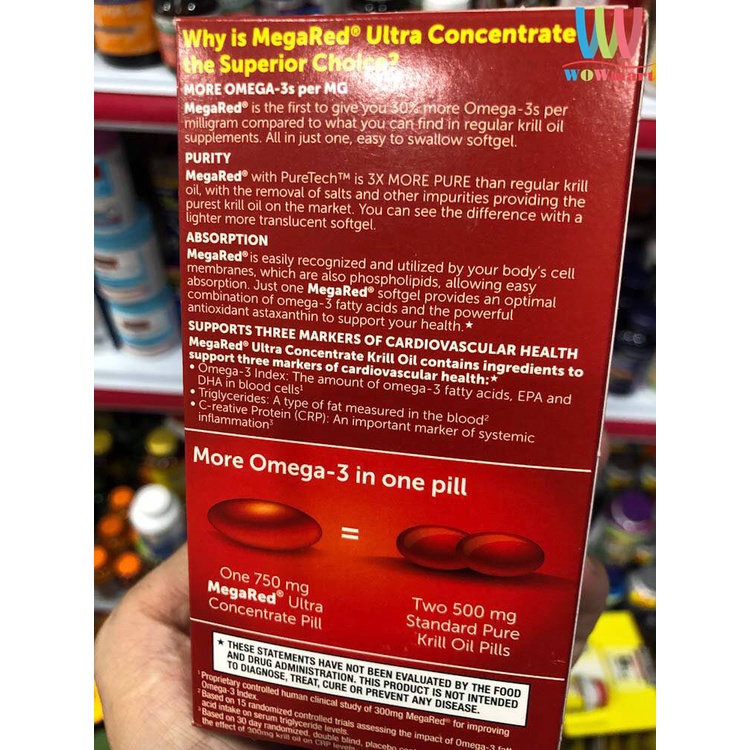 WOWmart
Why is MegaRed® Ultra Concentrate
the Superior Choice?
MORE OMEGA-3s per MG
MegaRed® is the first to give you 30% more Omega-3s per
milligram compared to what you can find in regular krill oil
supplements. All in just one, easy to swallow softgel.
PURITY
MegaRed® with PureTech™ is 3X MORE PURE than regular krill
oil, with the removal of salts and other impurities providing the
purest krill oil on the market. You can see the difference with a
lighter more translucent softgel.
ABSORPTION
MegaRed® is easily recognized and utilized by your body's cell
membranes, which are also phospholipids, allowing easy
absorption. Just one MegaRed® softgel provides an optimal
combination of omega-3 fatty acids and the powerful
antioxidant astaxanthin to support your health.★
SUPPORTS THREE MARKERS OF CARDIOVASCULAR HEALTH
MegaRed® Ultra Concentrate Krill Oil contains ingredients to
support three markers of cardiovascular health:★
• Omega-3 Index: The amount of omega-3 fatty acids, EPA and
DHA in blood cells¹
• Triglycerides: A type of fat measured in the blood²
• C-reative Protein (CRP): An important marker of systemic
inflammation³
More Omega-3 in one pill
=
One 750 mg
MegaRed® Ultra
Concentrate Pill
Two 500 mg
Standard Pure
Krill Oil Pills
★ THESE STATEMENTS HAVE NOT BEEN EVALUATED BY THE FOOD
AND DRUG ADMINISTRATION. THIS PRODUCT IS NOT INTENDED
TO DIAGNOSE, TREAT, CURE OR PREVENT ANY DISEASE.
¹Proprietary controlled human clinical study of 300mg MegaRed® for improving
Omega-3 Index.
²Based on 15 randomized controlled trials assessing the impact of Omega-3
acid intake on serum triglyceride levels.
³Based on 30 day randomized, double blind,
the effect of 300mg krill oil on CRP levels